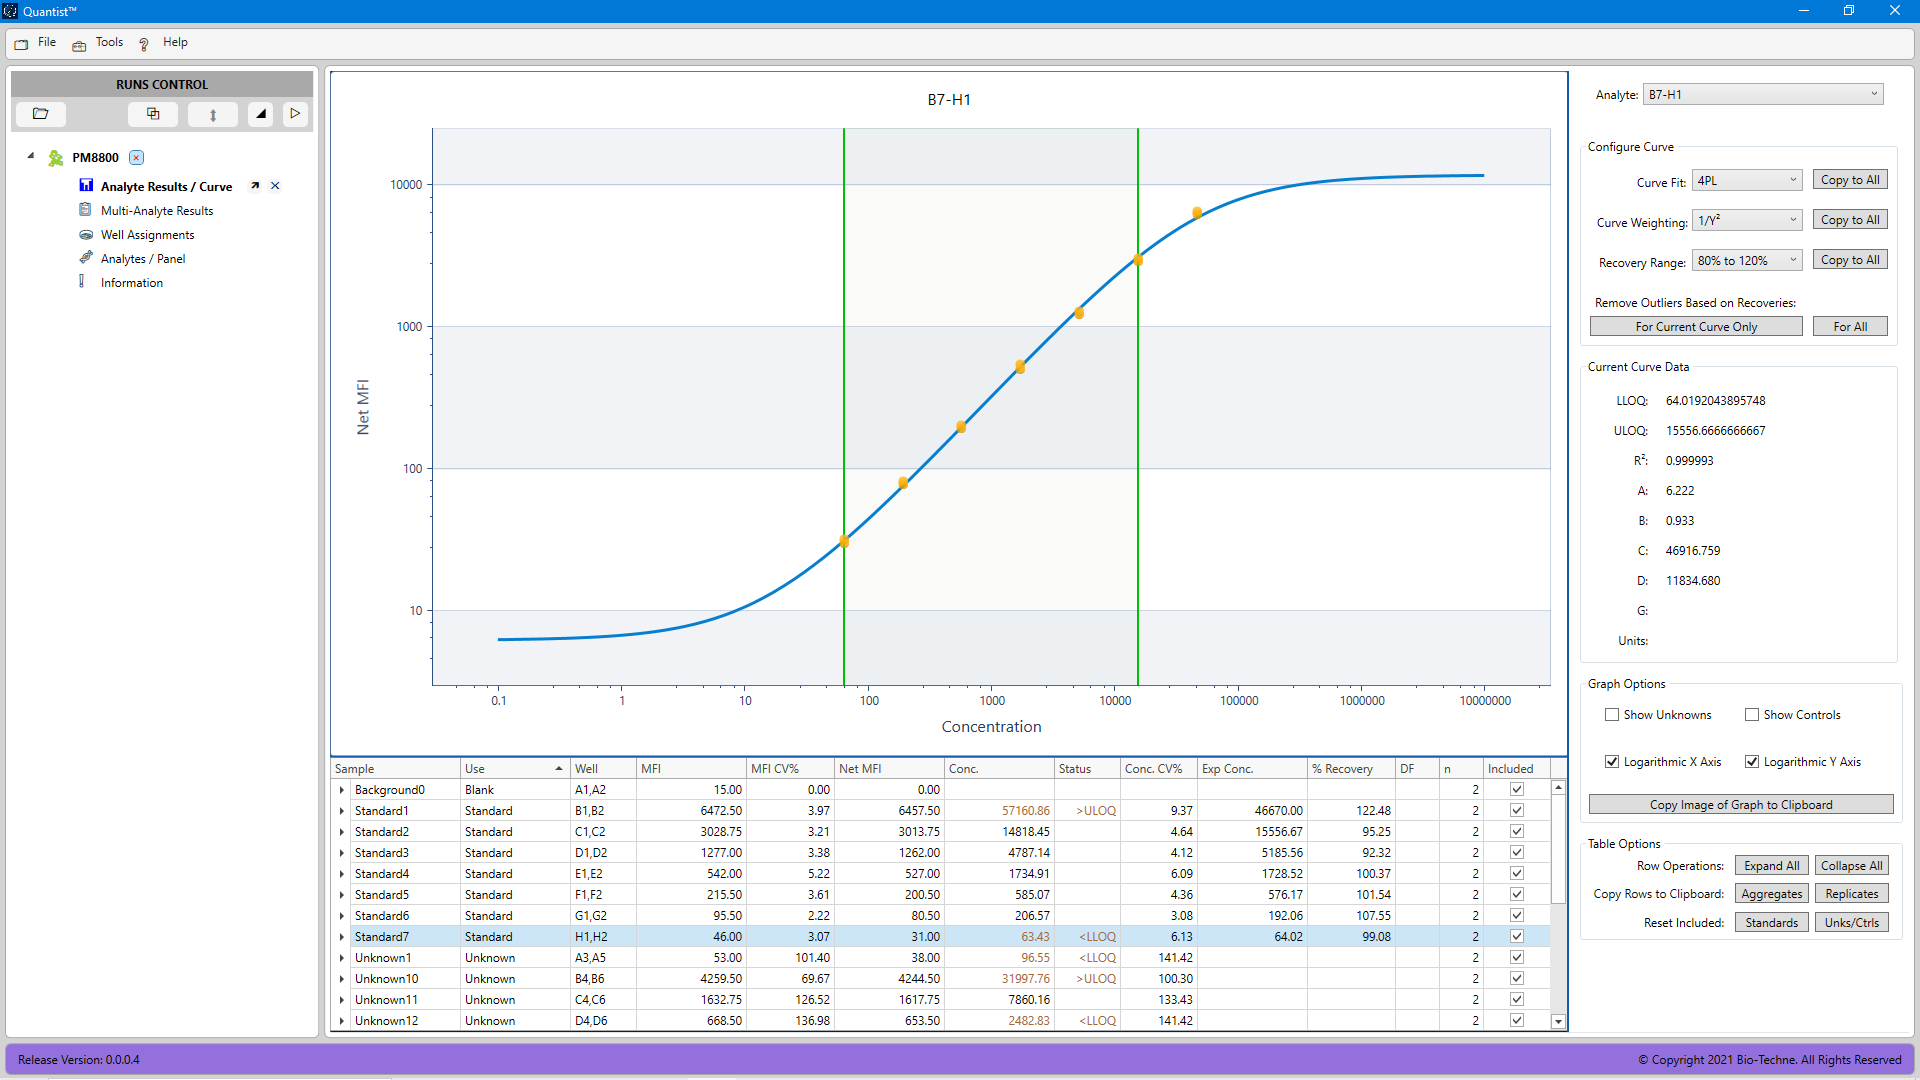 Quantist™
File Tools ? Help
RUNS CONTROL
PM8800
Analyte Results / Curve
Multi-Analyte Results
Well Assignments
Analytes / Panel
Information
B7-H1
10000
1000
100
10
Net MFI
0.1 1 10 100 1000 10000 100000 1000000 10000000
Concentration
Sample Use Well MFI MFI CV% Net MFI Conc. Status Conc. CV% Exp Conc. % Recovery DF n Included
Background0 Blank A1,A2 15.00 0.00 0.00 2
Standard1 Standard B1,B2 6472.50 3.97 6457.50 57160.86 >ULOQ 9.37 46670.00 122.48 2
Standard2 Standard C1,C2 3028.75 3.21 3013.75 14818.45 4.64 15556.67 95.25 2
Standard3 Standard D1,D2 1277.00 3.38 1262.00 4787.14 4.12 5185.56 92.32 2
Standard4 Standard E1,E2 542.00 5.22 527.00 1734.91 6.09 1728.52 100.37 2
Standard5 Standard F1,F2 215.50 3.61 200.50 585.07 4.36 576.17 101.54 2
Standard6 Standard G1,G2 95.50 2.22 80.50 206.57 3.08 192.06 107.55 2
Standard7 Standard H1,H2 46.00 3.07 31.00 63.43 <LLOQ 6.13 64.02 99.08 2
Unknown1 Unknown A3,A5 53.00 101.40 38.00 96.55 <LLOQ 141.42 2
Unknown10 Unknown B4,B6 4259.50 69.67 4244.50 31997.76 >ULOQ 100.30 2
Unknown11 Unknown C4,C6 1632.75 126.52 1617.75 7860.16 133.43 2
Unknown12 Unknown D4,D6 668.50 136.98 653.50 2482.83 <LLOQ 141.42 2
Analyte: B7-H1
Configure Curve
Curve Fit: 4PL Copy to All
Curve Weighting: 1/Y² Copy to All
Recovery Range: 80% to 120% Copy to All
Remove Outliers Based on Recoveries:
For Current Curve Only For All
Current Curve Data
LLOQ: 64.0192043895748
ULOQ: 15556.6666666667
R²: 0.999993
A: 6.222
B: 0.933
C: 46916.759
D: 11834.680
G:
Units:
Graph Options
Show Unknowns Show Controls
Logarithmic X Axis Logarithmic Y Axis
Copy Image of Graph to Clipboard
Table Options
Row Operations: Expand All Collapse All
Copy Rows to Clipboard: Aggregates Replicates
Reset Included: Standards Unks/Ctrls
Release Version: 0.0.0.4
© Copyright 2021 Bio-Techne. All Rights Reserved